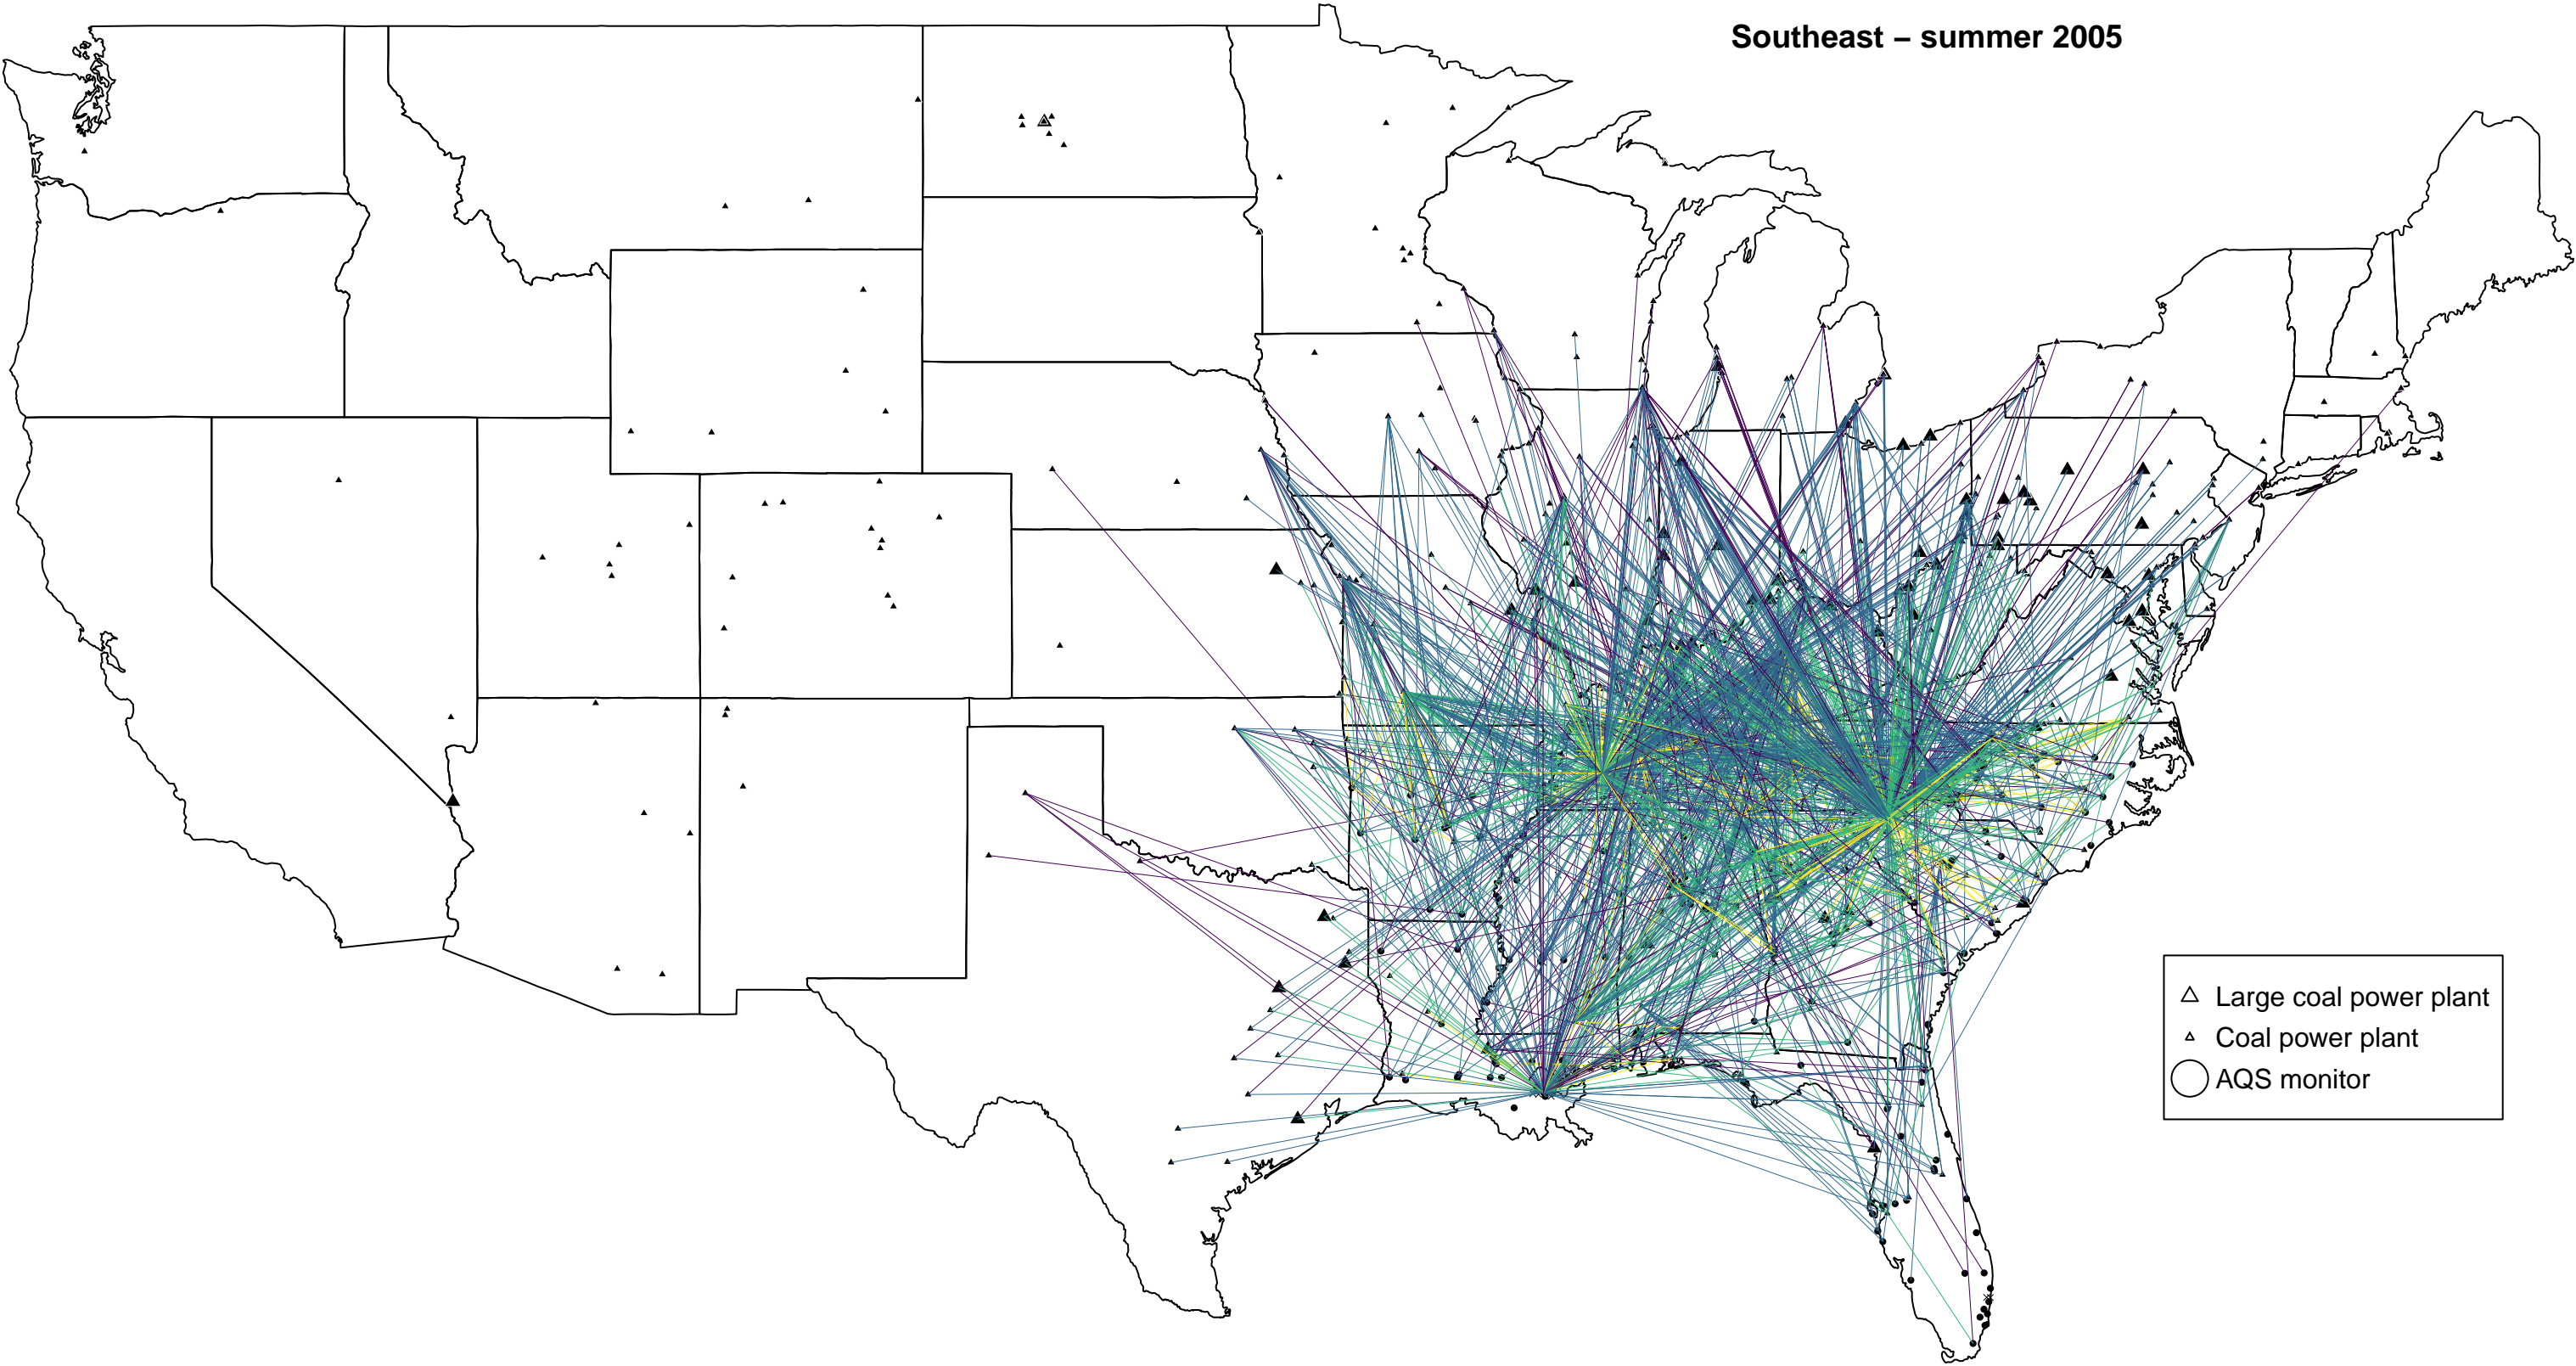 Southeast – summer 2005
Large coal power plant
Coal power plant
AQS monitor